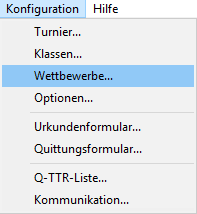 Konfiguration Hilfe
Turnier...
Klassen...
Wettbewerbe...
Optionen...
Urkundenformular...
Quittungsformular...
Q-TTR-Liste...
Kommunikation...